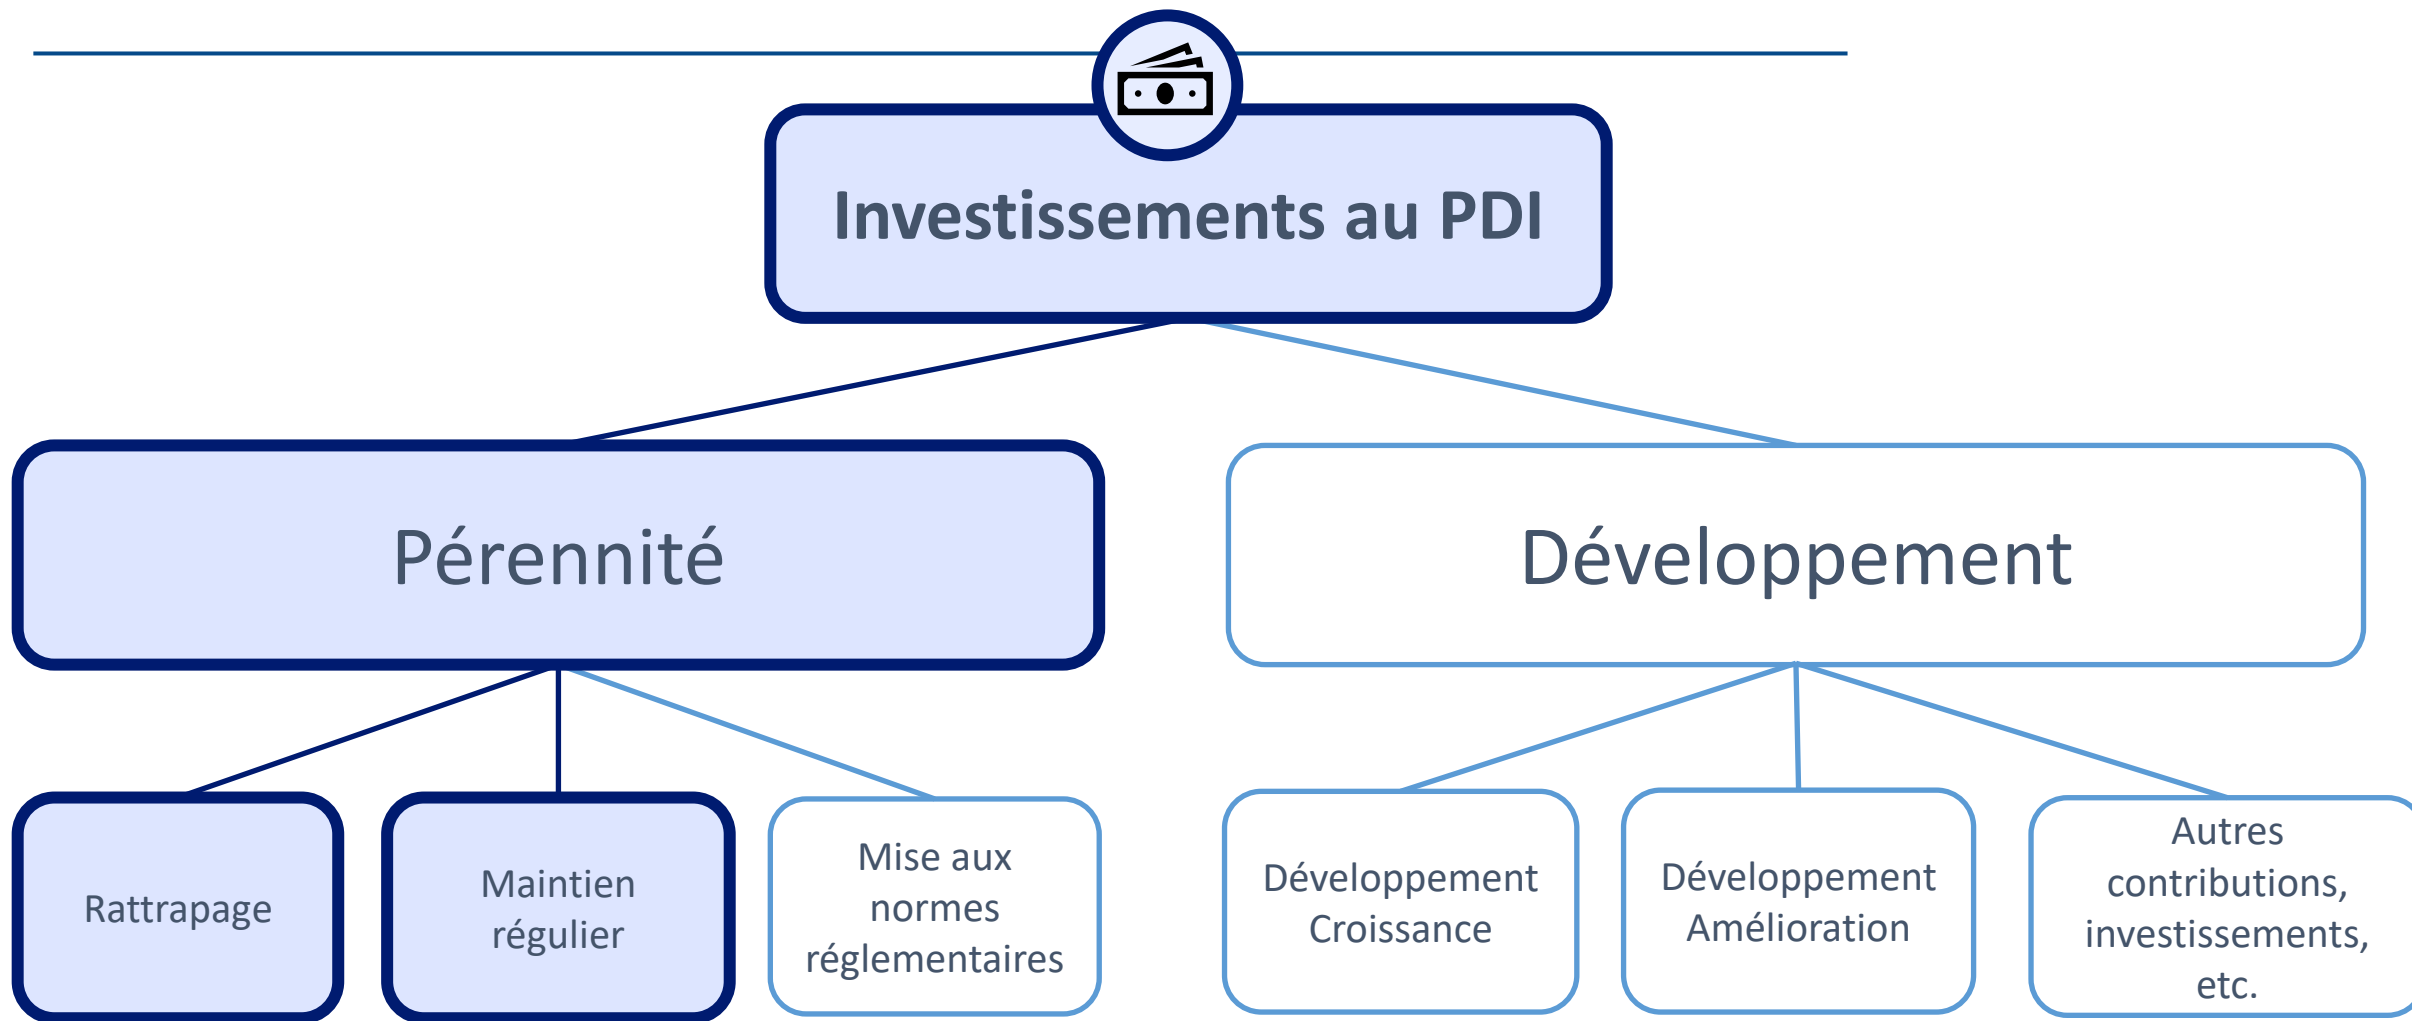 Investissements au PDI
Pérennité
Développement
Rattrapage
Maintien
régulier
Mise aux
normes
réglementaires
Développement
Croissance
Développement
Amélioration
Autres
contributions,
investissements,
etc.